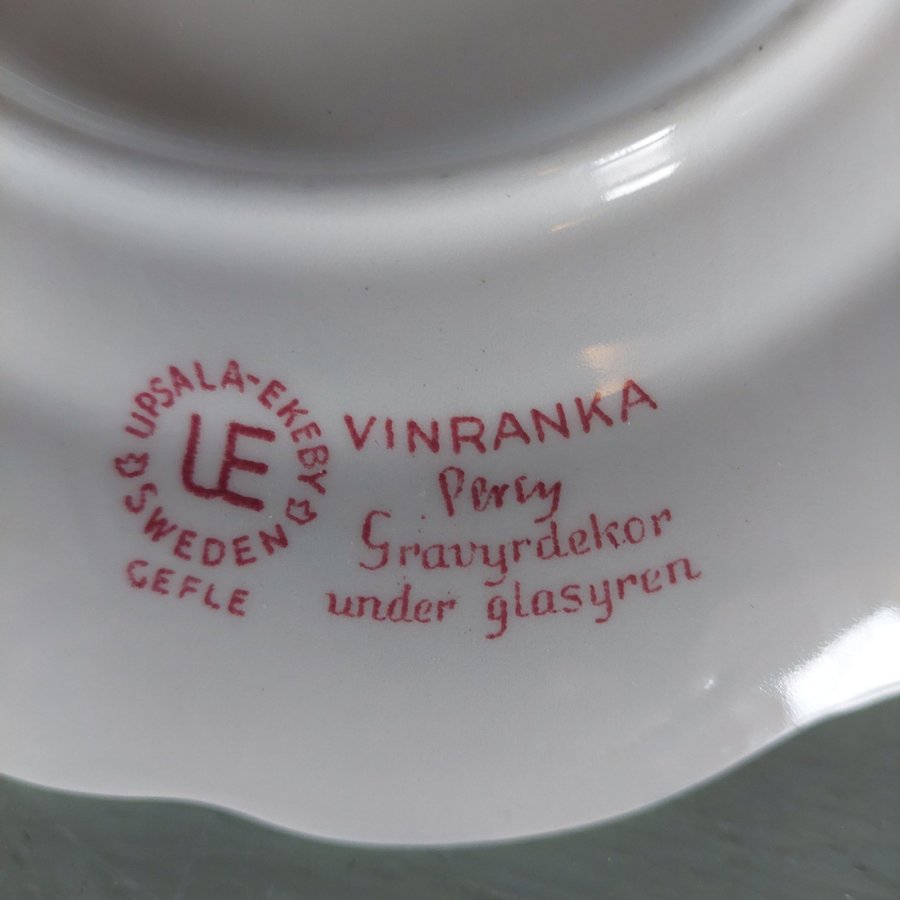 UPSALA-EKEBY
UE
SWEDEN
GEFLE
VINRANKA
Percy
Gravyrdekor
under glasyren